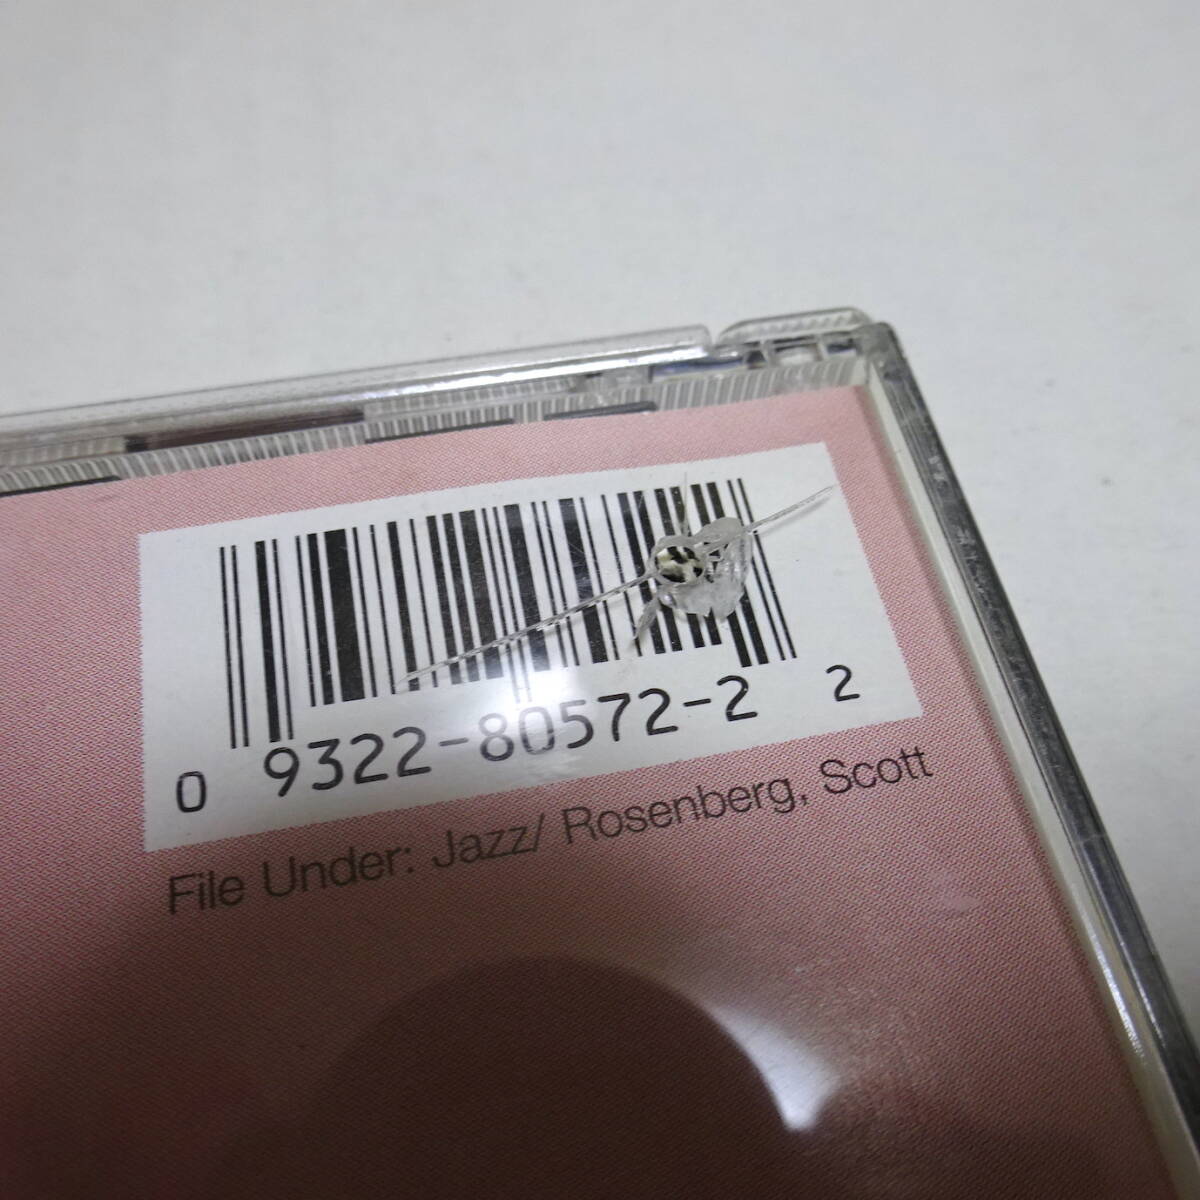 0 9322-80572-2 2
File Under: Jazz/ Rosenberg, Scott